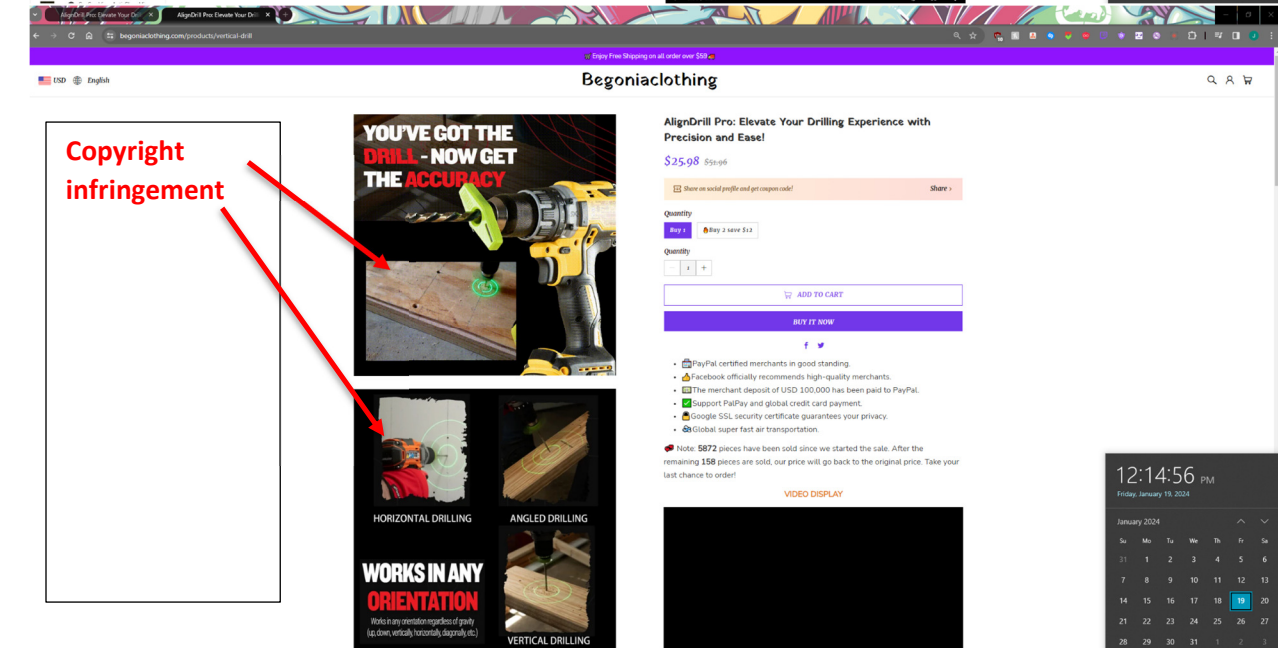 AlignDrill Pro: Elevate Your Dri
AlignDrill Pro: Elevate Your Dri
begoniaclothing.com/products/vertical-drill
Enjoy Free Shipping on all order over $59
USD English
Begoniaclothing
Copyright
infringement
YOU'VE GOT THE
DRILL - NOW GET
THE ACCURACY
HORIZONTAL DRILLING
ANGLED DRILLING
WORKS IN ANY
ORIENTATION
Works in any orientation regardless of gravity
(up, down, vertically, horizontally, diagonally, etc.)
VERTICAL DRILLING
AlignDrill Pro: Elevate Your Drilling Experience with
Precision and Ease!
$25.98 $51.96
Share on social profile and get coupon code! Share ›
Quantity
Buy 1 🔥Buy 2 save $12
Quantity
- 1 +
ADD TO CART
BUY IT NOW
PayPal certified merchants in good standing.
👍Facebook officially recommends high-quality merchants.
The merchant deposit of USD 100,000 has been paid to PayPal.
✅Support PalPay and global credit card payment.
Google SSL security certificate guarantees your privacy.
Global super fast air transportation.
Note: 5872 pieces have been sold since we started the sale. After the
remaining 158 pieces are sold, our price will go back to the original price. Take your
last chance to order!
VIDEO DISPLAY
12:14:56 PM
Friday, January 19, 2024
January 2024
Su Mo Tu We Th Fr Sa
31 1 2 3 4 5 6
7 8 9 10 11 12 13
14 15 16 17 18 19 20
21 22 23 24 25 26 27
28 29 30 31 1 2 3